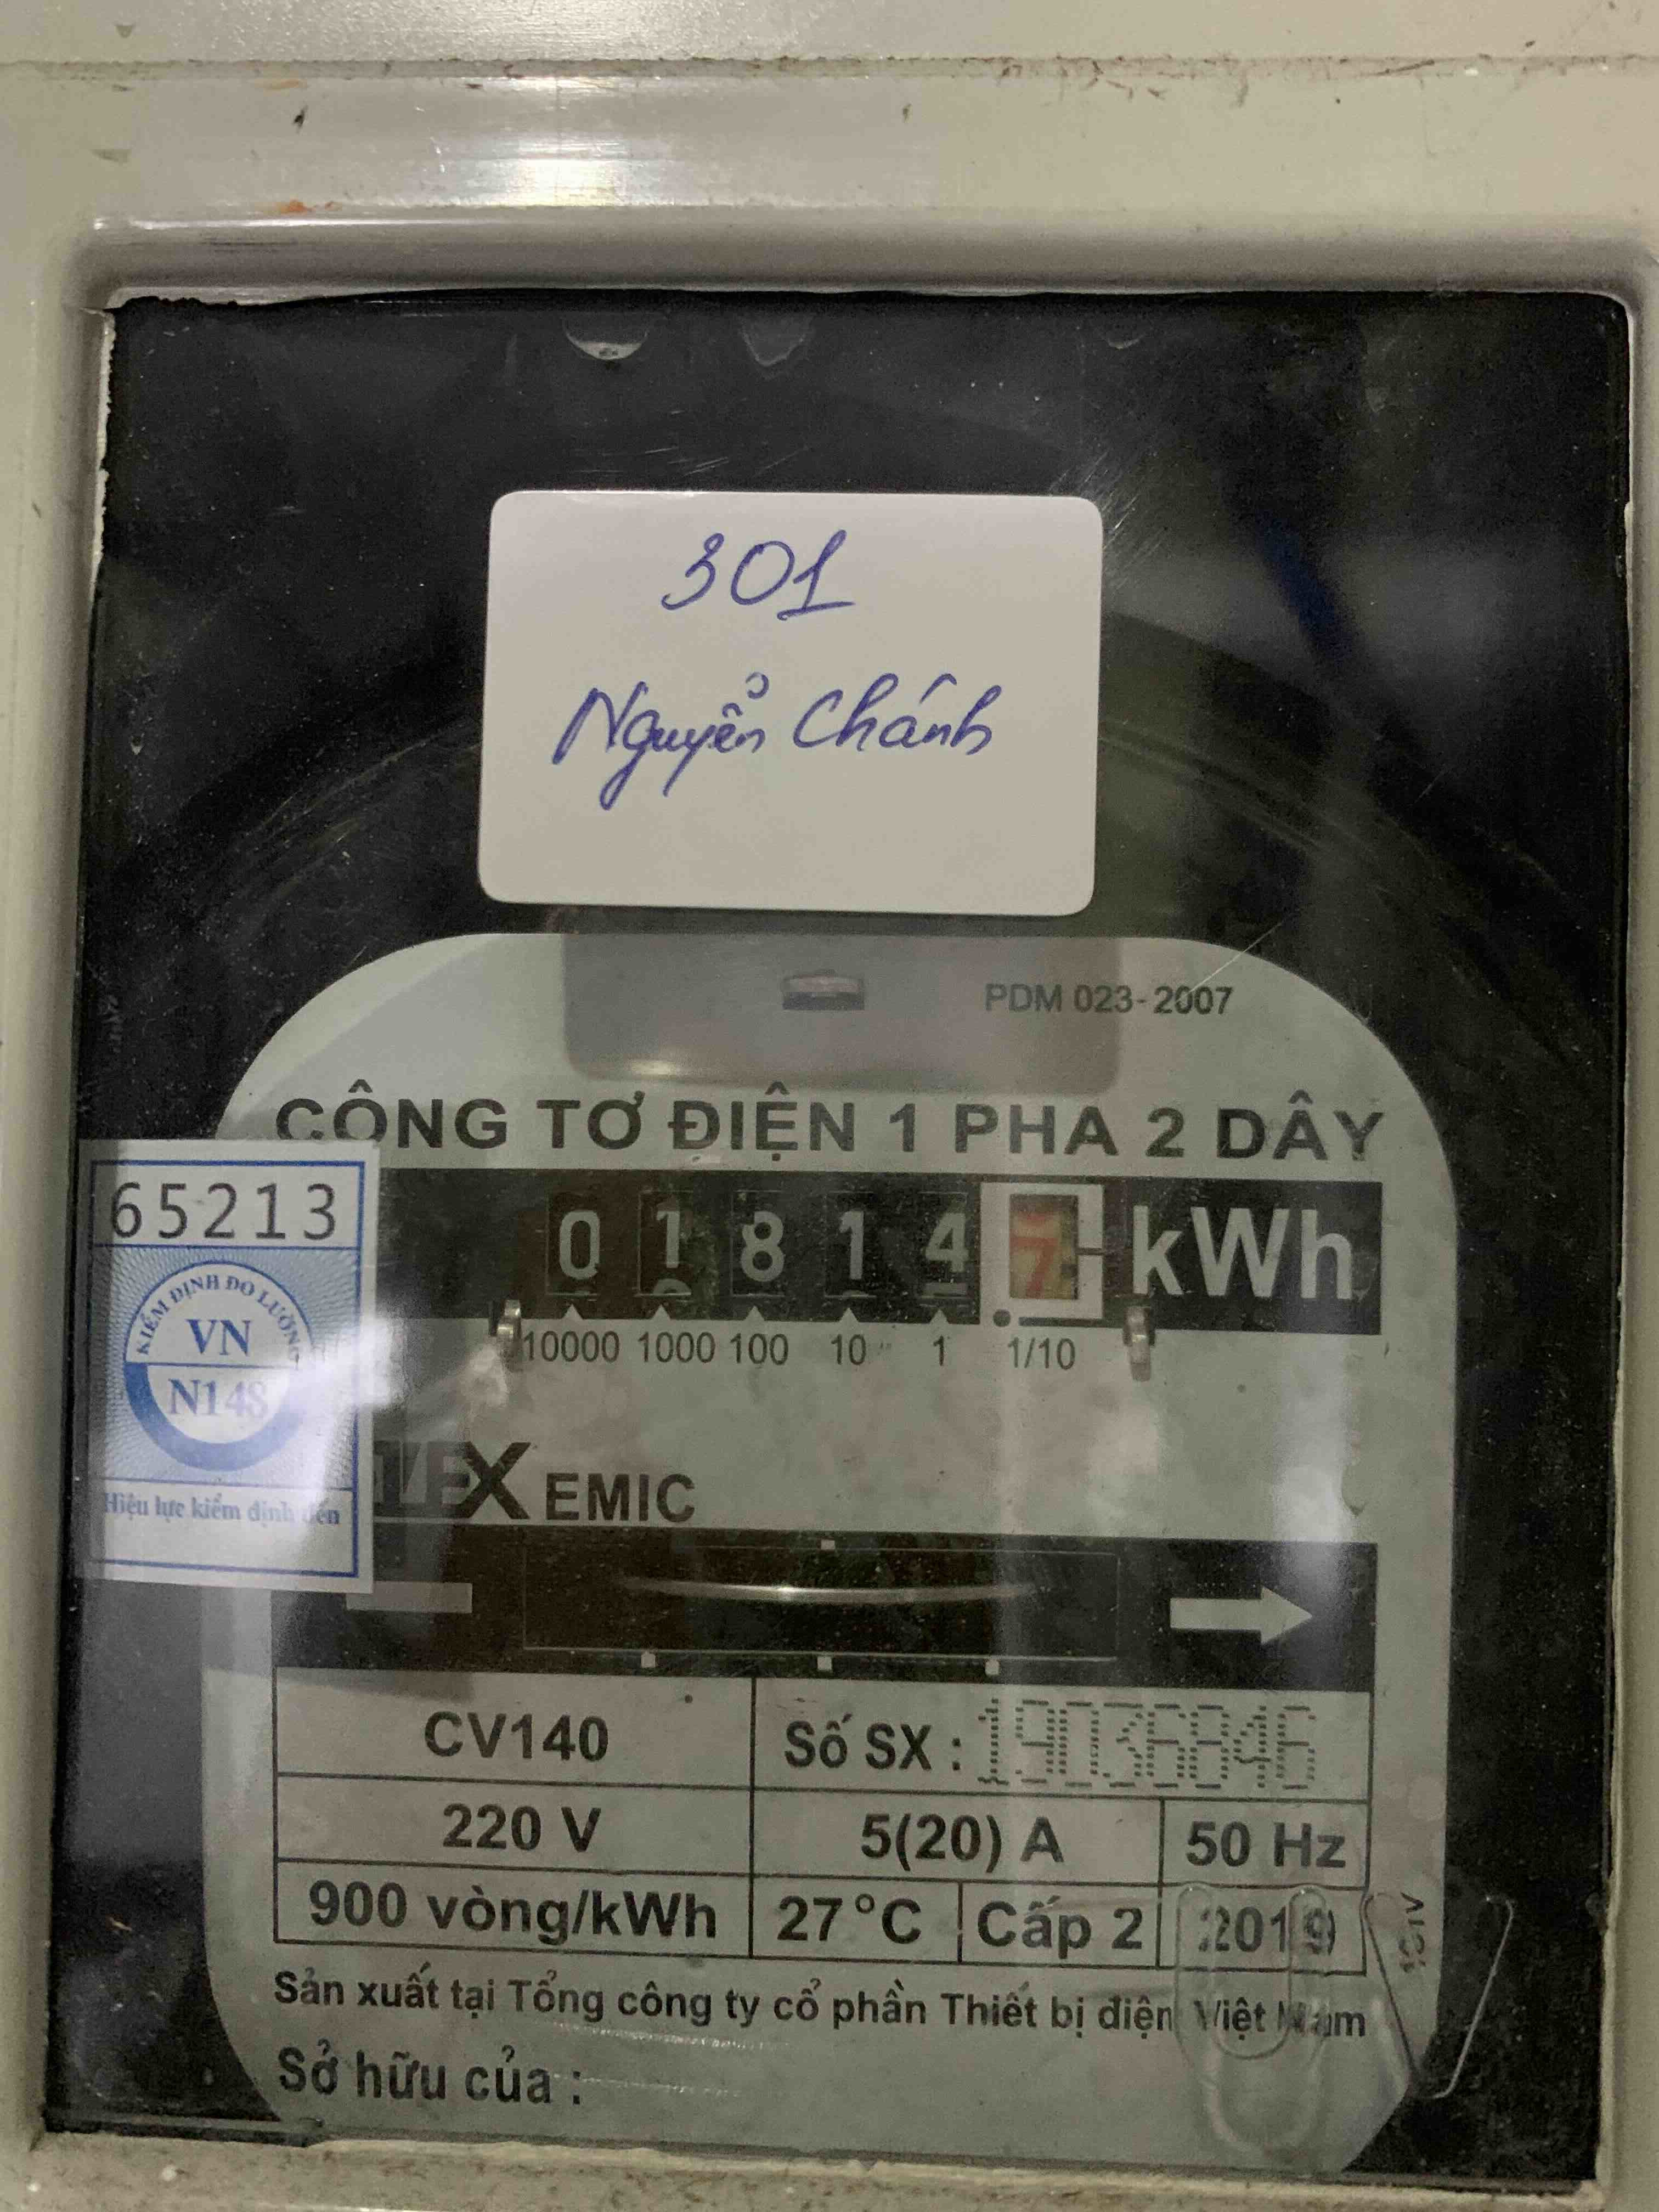 301
Nguyển Chánh
PDM 023-2007
CÔNG TƠ ĐIỆN 1 PHA 2 DÂY
65213
KIỂM ĐỊNH ĐO LƯỜNG
VN
N148
Hiệu lực kiểm định đến
0 1 8 1 4 7 kWh
10000 1000 100 10 1 1/10
EMIC
CV140 Số SX : 19036846
220 V 5(20) A 50 Hz
900 vòng/kWh 27°C Cấp 2 2019
Sản xuất tại Tổng công ty cổ phần Thiết bị điện Việt Nam
Sở hữu của :